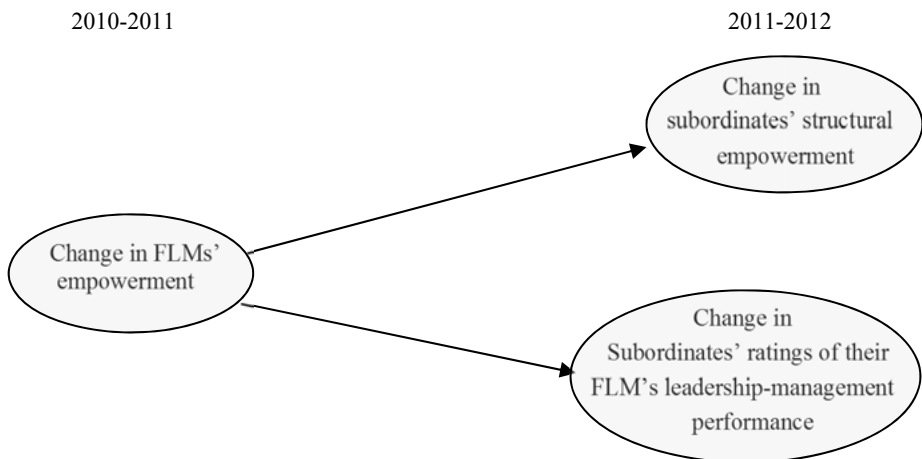 2010-2011
2011-2012
Change in
subordinates’ structural
empowerment
Change in FLMs’
empowerment
Change in
Subordinates’ ratings of their
FLM’s leadership-management
performance